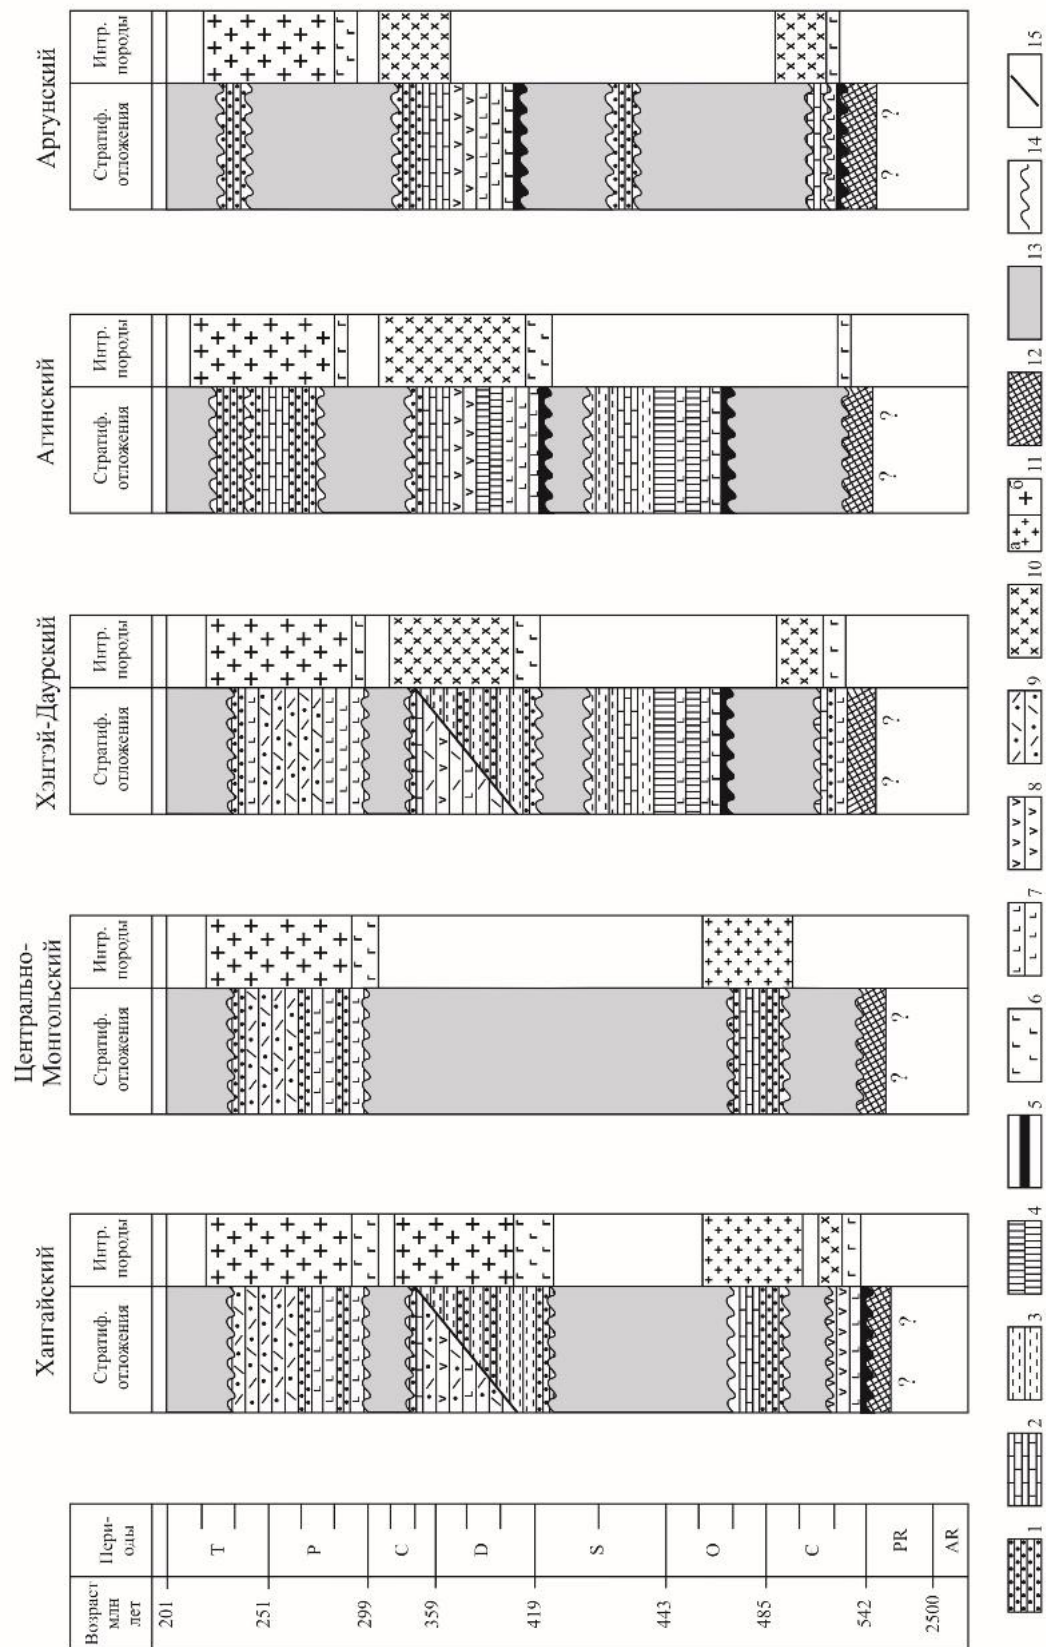 Аргунский
Стратиф.
отложения
Интр.
породы
? ?
Агинский
Стратиф.
отложения
Интр.
породы
? ?
Хэнтэй-Даурский
Стратиф.
отложения
Интр.
породы
? ?
Центрально-
Монгольский
Стратиф.
отложения
Интр.
породы
? ?
Хангайский
Стратиф.
отложения
Интр.
породы
? ?
Возраст
млн
лет
Пери-
оды
201
T
251
P
299
C
359
D
419
S
443
O
485
C
542
PR
2500
AR
1
2
3
4
5
6
7
8
9
10
а б
11
12
13
14
15